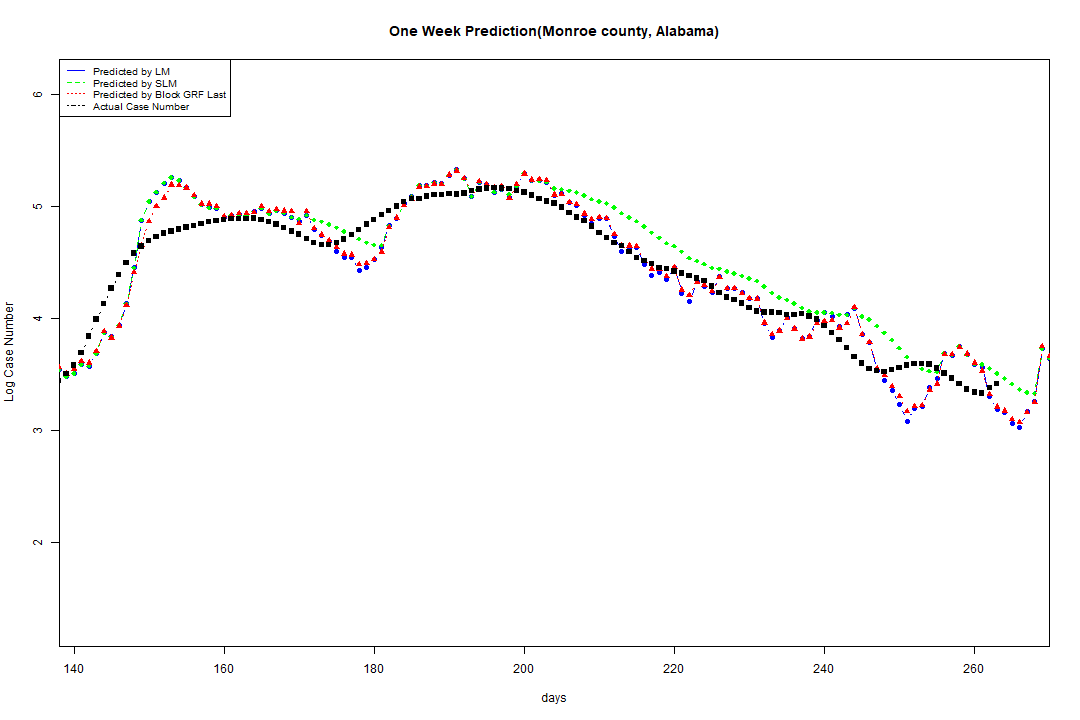 One Week Prediction(Monroe county, Alabama)
Predicted by LM
Predicted by SLM
Predicted by Block GRF Last
Actual Case Number
Log Case Number
6
5
4
3
2
140 160 180 200 220 240 260
days